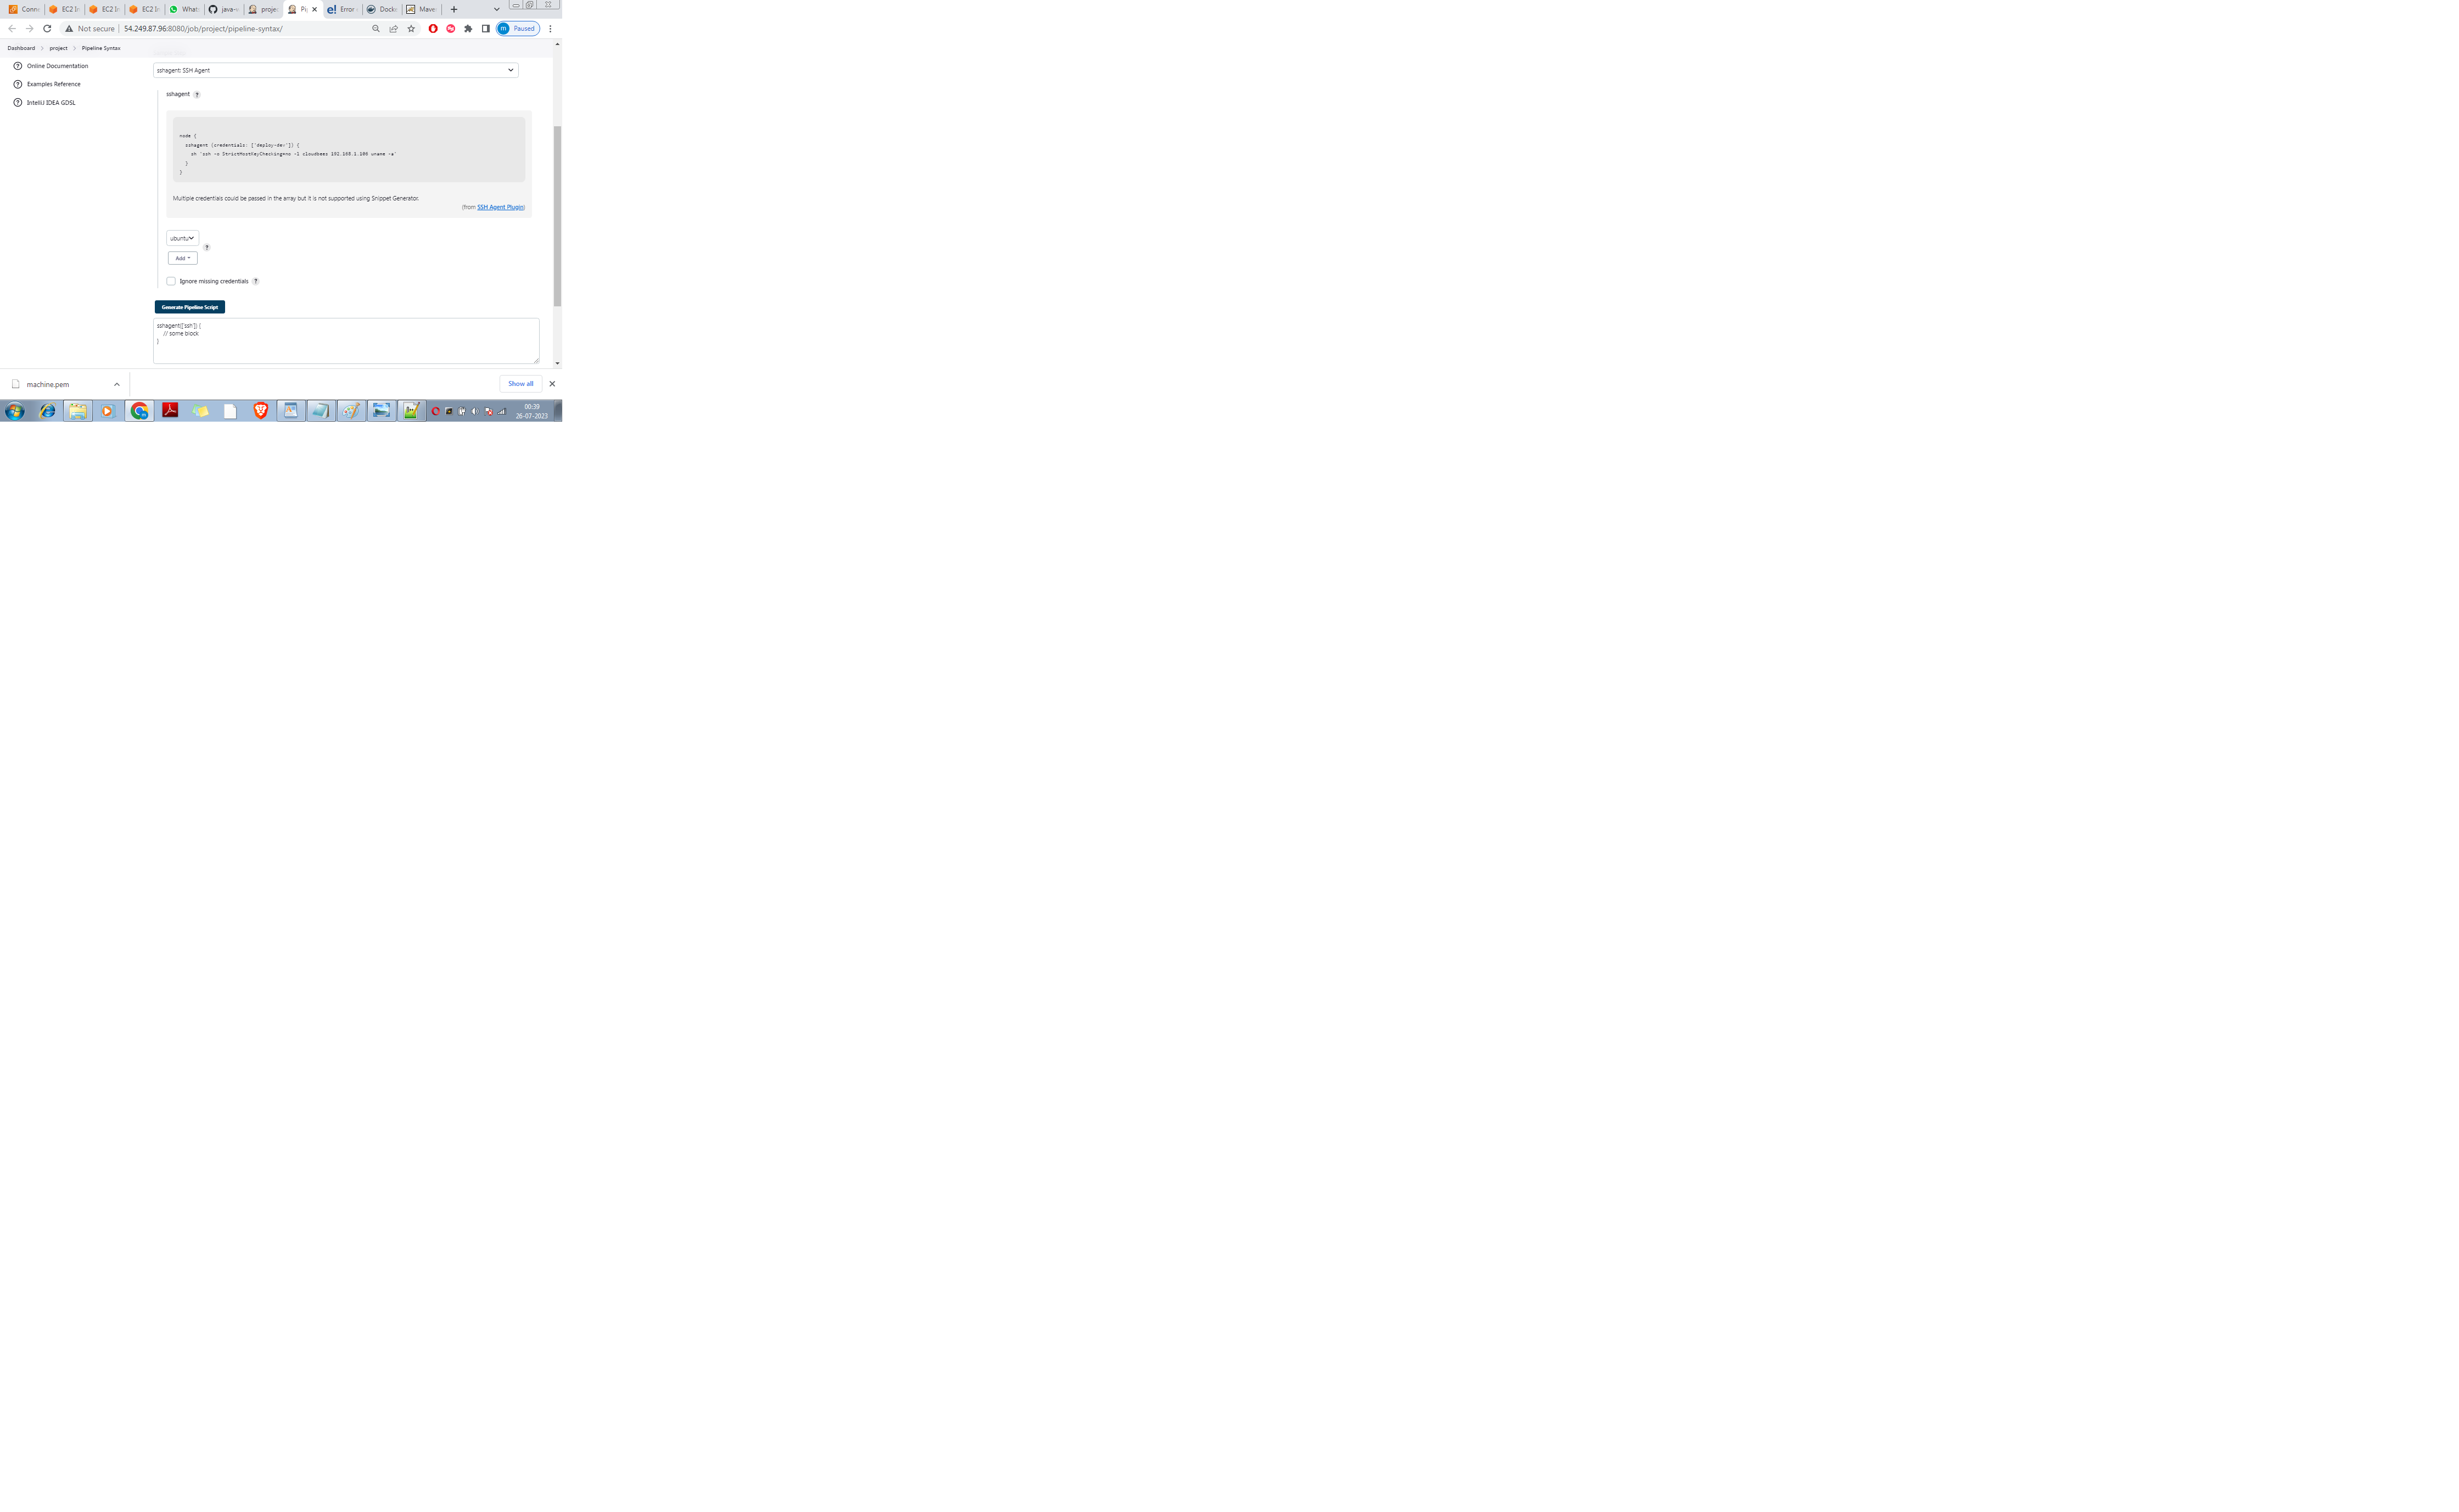 Conn
EC2 In
EC2 In
EC2 In
What
java-
proje
Pi
Error
Dock
Mave
Not secure
54.249.87.96:8080/job/project/pipeline-syntax/
m Paused
Dashboard
project
Pipeline Syntax
Online Documentation
Examples Reference
IntelliJ IDEA GDSL
sshagent: SSH Agent
sshagent ?
node {
sshagent (credentials: ['deploy-dev']) {
sh 'ssh -o StrictHostKeyChecking=no -l cloudbees 192.168.1.106 uname -a'
}
}
Multiple credentials could be passed in the array but it is not supported using Snippet Generator.
(from SSH Agent Plugin)
ubuntu
?
Add
Ignore missing credentials ?
Generate Pipeline Script
sshagent(['ssh']) {
// some block
}
machine.pem
Show all
00:39
26-07-2023